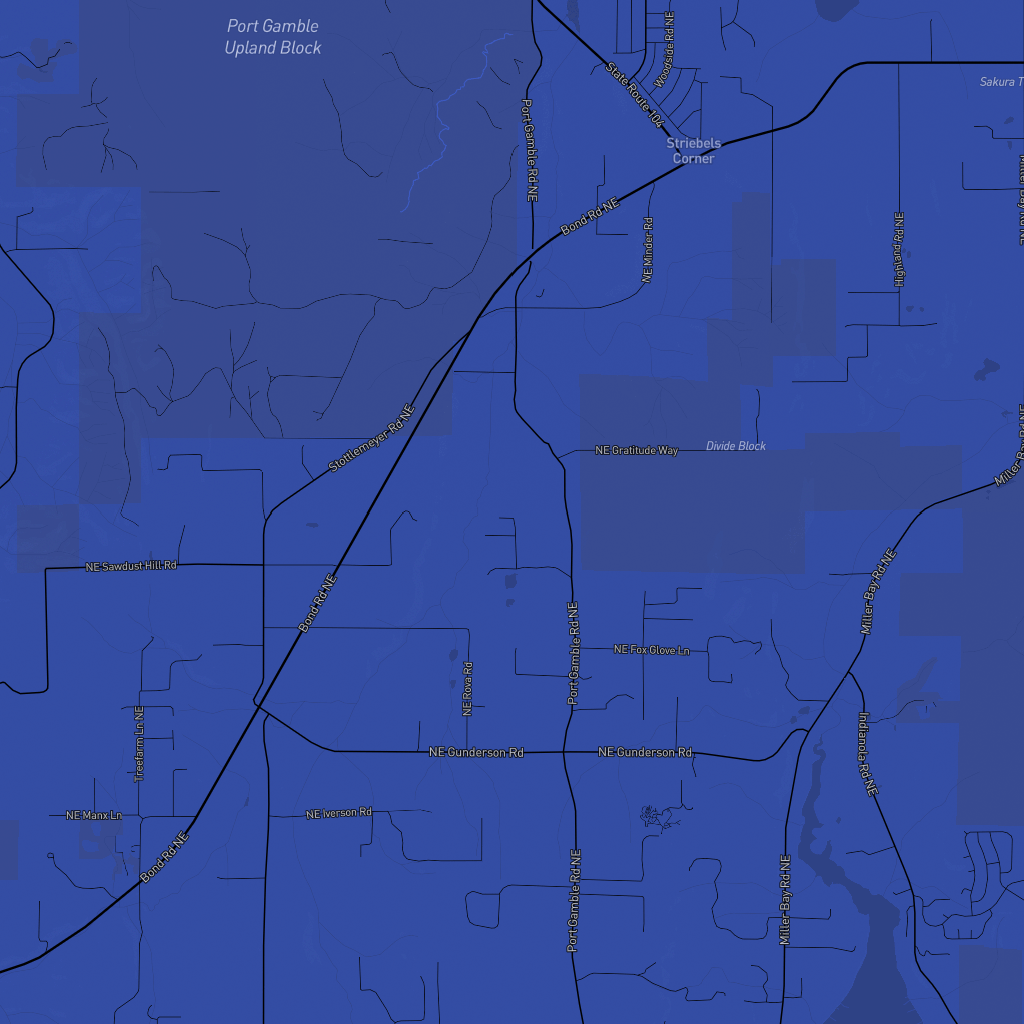 Port Gamble
Upland Block
Woodside Rd NE
State Route 104
Sakura T
Port Gamble Rd NE
Striebels
Corner
Miller Bay Rd NE
Bond Rd NE
NE Minder Rd
Highland Rd NE
Stottlemeyer Rd NE
NE Gratitude Way
Divide Block
Miller Ba
NE Sawdust Hill Rd
Bond Rd NE
Miller Bay Rd NE
Port Gamble Rd NE
NE Fox Glove Ln
NE Rova Rd
Treefarm Ln NE
NE Gunderson Rd
NE Gunderson Rd
Indianola Rd NE
NE Manx Ln
NE Iverson Rd
Bond Rd NE
Port Gamble Rd NE
Miller Bay Rd NE